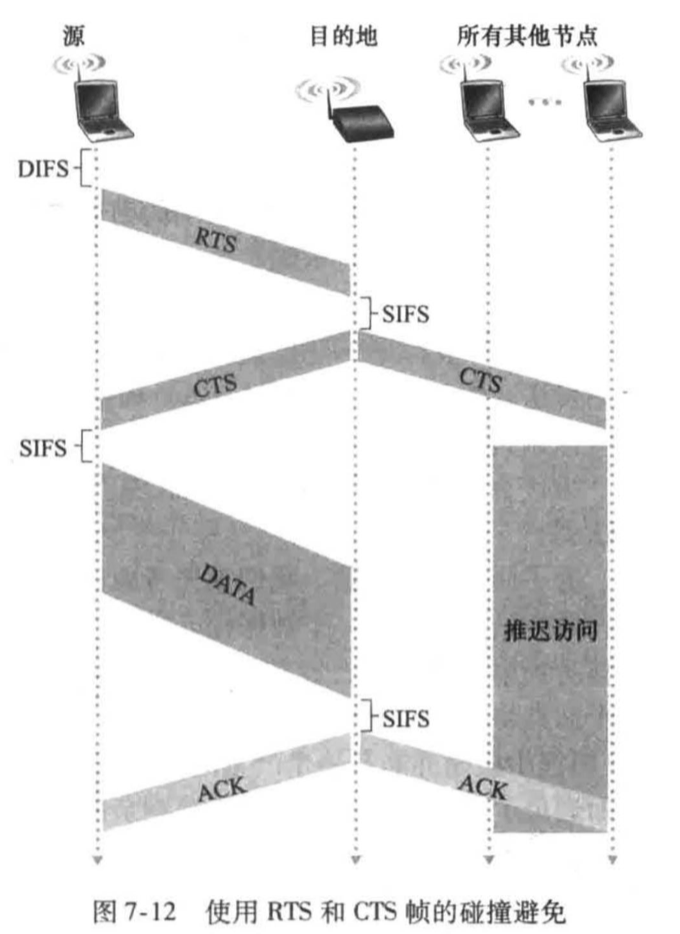 源 目的地 所有其他节点
DIFS
RTS
SIFS
CTS CTS
SIFS
DATA
推迟访问
SIFS
ACK ACK
图 7-12 使用 RTS 和 CTS 帧的碰撞避免